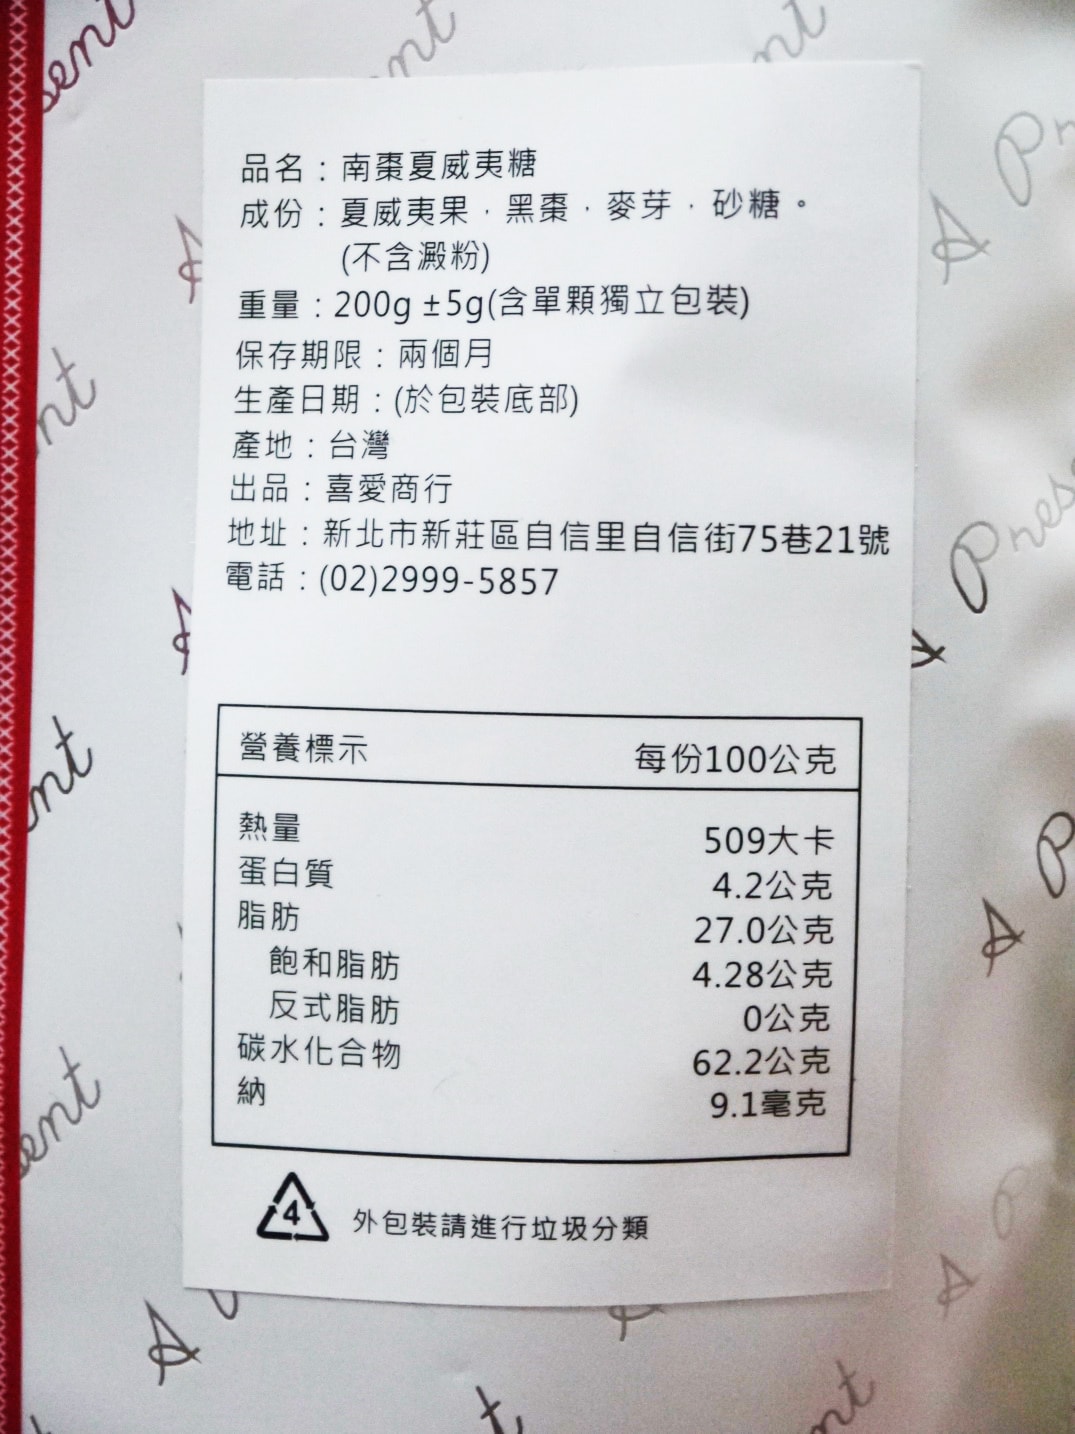 品名：南棗夏威夷糖
成份：夏威夷果．黑棗．麥芽．砂糖。
(不含澱粉)
重量：200g ±5g(含單顆獨立包裝)
保存期限：兩個月
生產日期：(於包裝底部)
產地：台灣
出品：喜愛商行
地址：新北市新莊區自信里自信街75巷21號
電話：(02)2999-5857
營養標示 每份100公克
熱量 509大卡
蛋白質 4.2公克
脂肪 27.0公克
飽和脂肪 4.28公克
反式脂肪 0公克
碳水化合物 62.2公克
納 9.1毫克
4 外包裝請進行垃圾分類